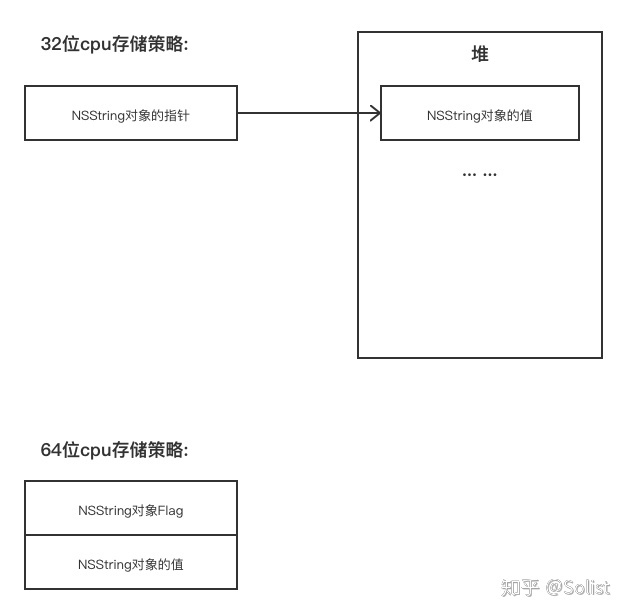 32位cpu存储策略:
堆
NSString对象的指针
NSString对象的值
... ...
64位cpu存储策略:
NSString对象Flag
NSString对象的值
知乎 @Solist